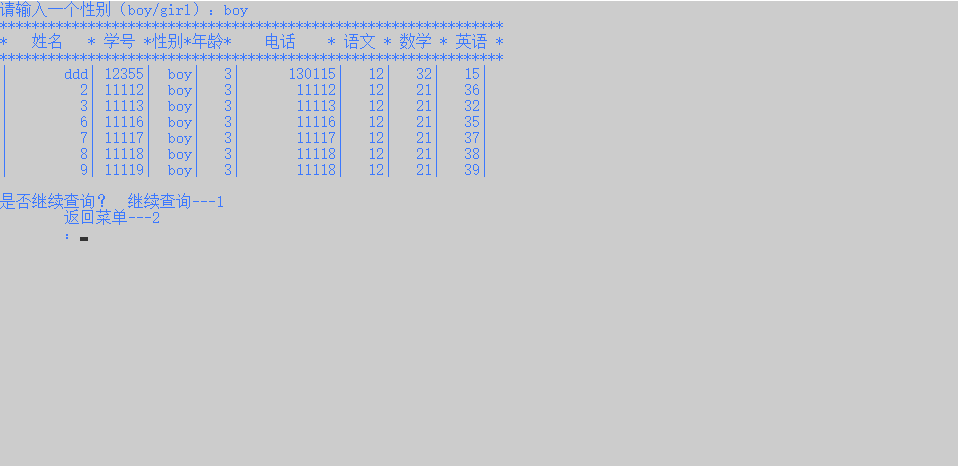 请输入一个性别（boy/girl）：boy
***************************************************************
*   姓名   * 学号 *性别*年龄*    电话    * 语文 * 数学 * 英语 *
***************************************************************
|       ddd| 12355|  boy|   3|      130115|   12|   32|   15|
|         2| 11112|  boy|   3|       11112|   12|   21|   36|
|         3| 11113|  boy|   3|       11113|   12|   21|   32|
|         6| 11116|  boy|   3|       11116|   12|   21|   35|
|         7| 11117|  boy|   3|       11117|   12|   21|   37|
|         8| 11118|  boy|   3|       11118|   12|   21|   38|
|         9| 11119|  boy|   3|       11118|   12|   21|   39|
是否继续查询？  继续查询---1
        返回菜单---2
        ：